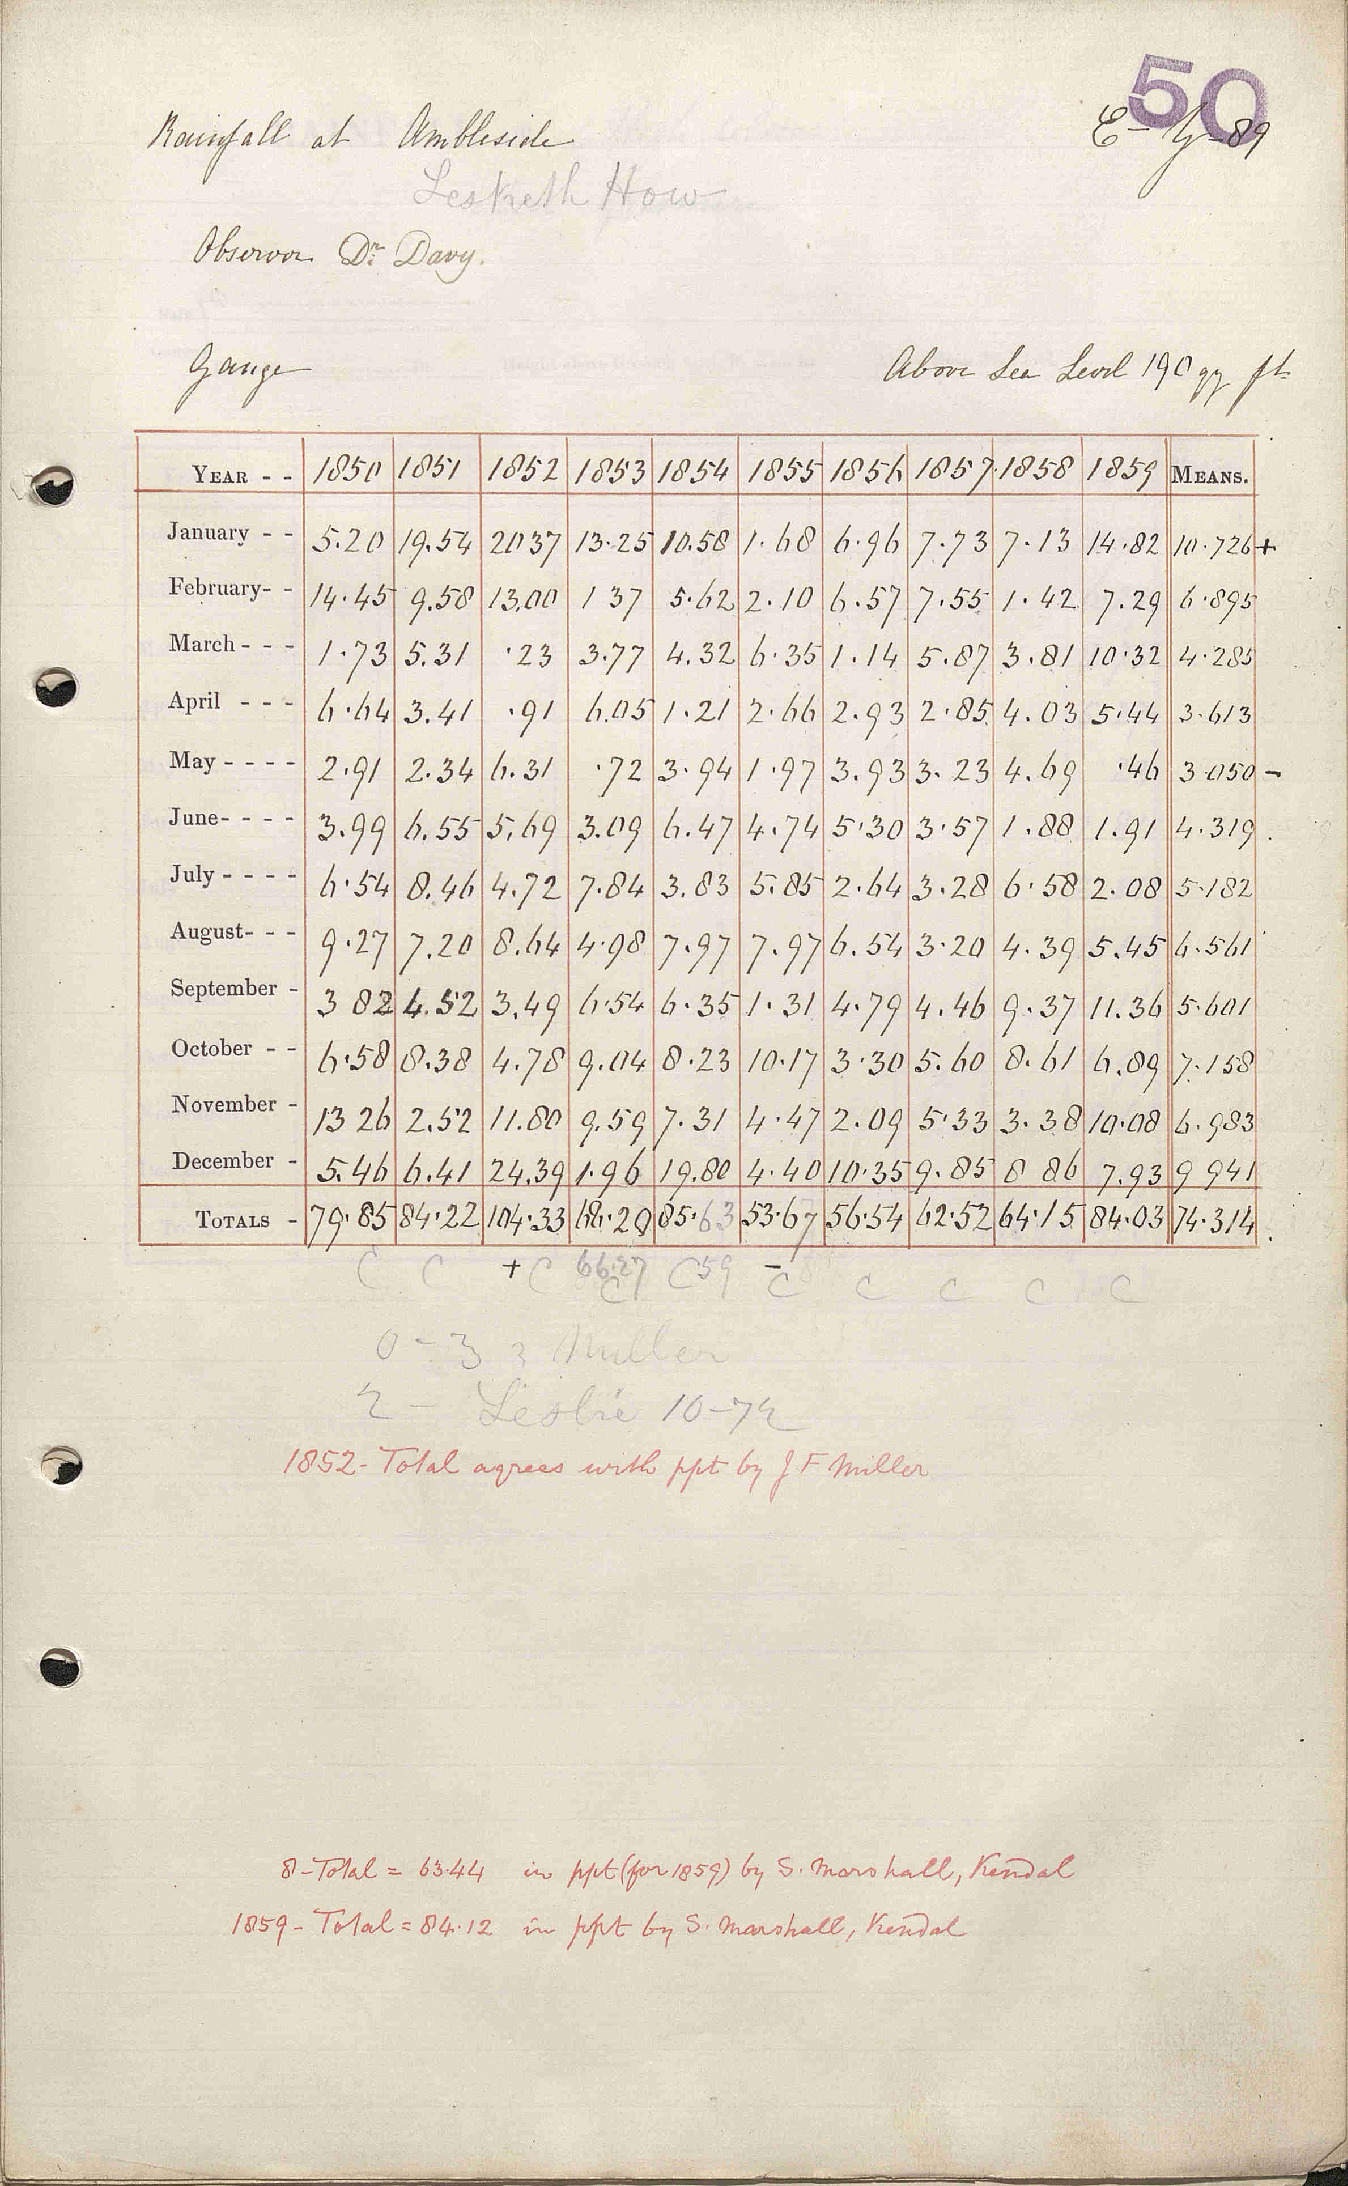 50
Rainfall at Ambleside E - y - 89
Lesketh How
Observer Dr. Davy.
Gauge Above Sea Level 190 gy ft
YEAR - - 1850 1851 1852 1853 1854 1855 1856 1857 1858 1859 MEANS.
January - - 5.20 19.54 20 37 13.25 10.58 1.68 6.96 7.73 7.13 14.82 10.726 +
February- - 14.45 9.58 13.00 1 37 5.62 2.10 6.57 7.55 1.42 7.29 6.895
March - - - 1.73 5.31 .23 3.77 4.32 6.35 1.14 5.87 3.81 10.32 4.285
April - - - 6.64 3.41 .91 6.05 1.21 2.66 2.93 2.85 4.03 5.44 3.613
May - - - - 2.91 2.34 6.31 .72 3.94 1.97 3.93 3.23 4.69 .46 3.050 -
June- - - - 3.99 6.55 5.69 3.09 6.47 4.74 5.30 3.57 1.88 1.91 4.319
July - - - - 6.54 8.46 4.72 7.84 3.83 5.85 2.64 3.28 6.58 2.08 5.182
August- - - 9.27 7.20 8.64 4.98 7.97 7.97 6.54 3.20 4.39 5.45 6.561
September - 3 82 4.52 3.49 6.54 6.35 1.31 4.79 4.46 9.37 11.36 5.601
October - - 6.58 8.38 4.78 9.04 8.23 10.17 3.30 5.60 8.61 6.89 7.158
November - 13 26 2.52 11.80 9.59 7.31 4.47 2.09 5.33 3.38 10.08 6.983
December - 5.46 6.41 24.39 1.96 19.80 4.40 10.35 9.85 8 86 7.93 9 941
TOTALS - 79.85 84.22 104.33 68.20 85.63 53.67 56.54 62.52 64.15 84.03 74.314
C C + C 66.27 C C 59 - C C C C C
0 - 3 Miller
2 - Leslie 10-72
1852 - Total agrees with ppt by J F Miller
8 - Total = 63.44 in ppt (for 1859) by S. Marshall, Kendal
1859 - Total = 84.12 in ppt by S. Marshall, Kendal